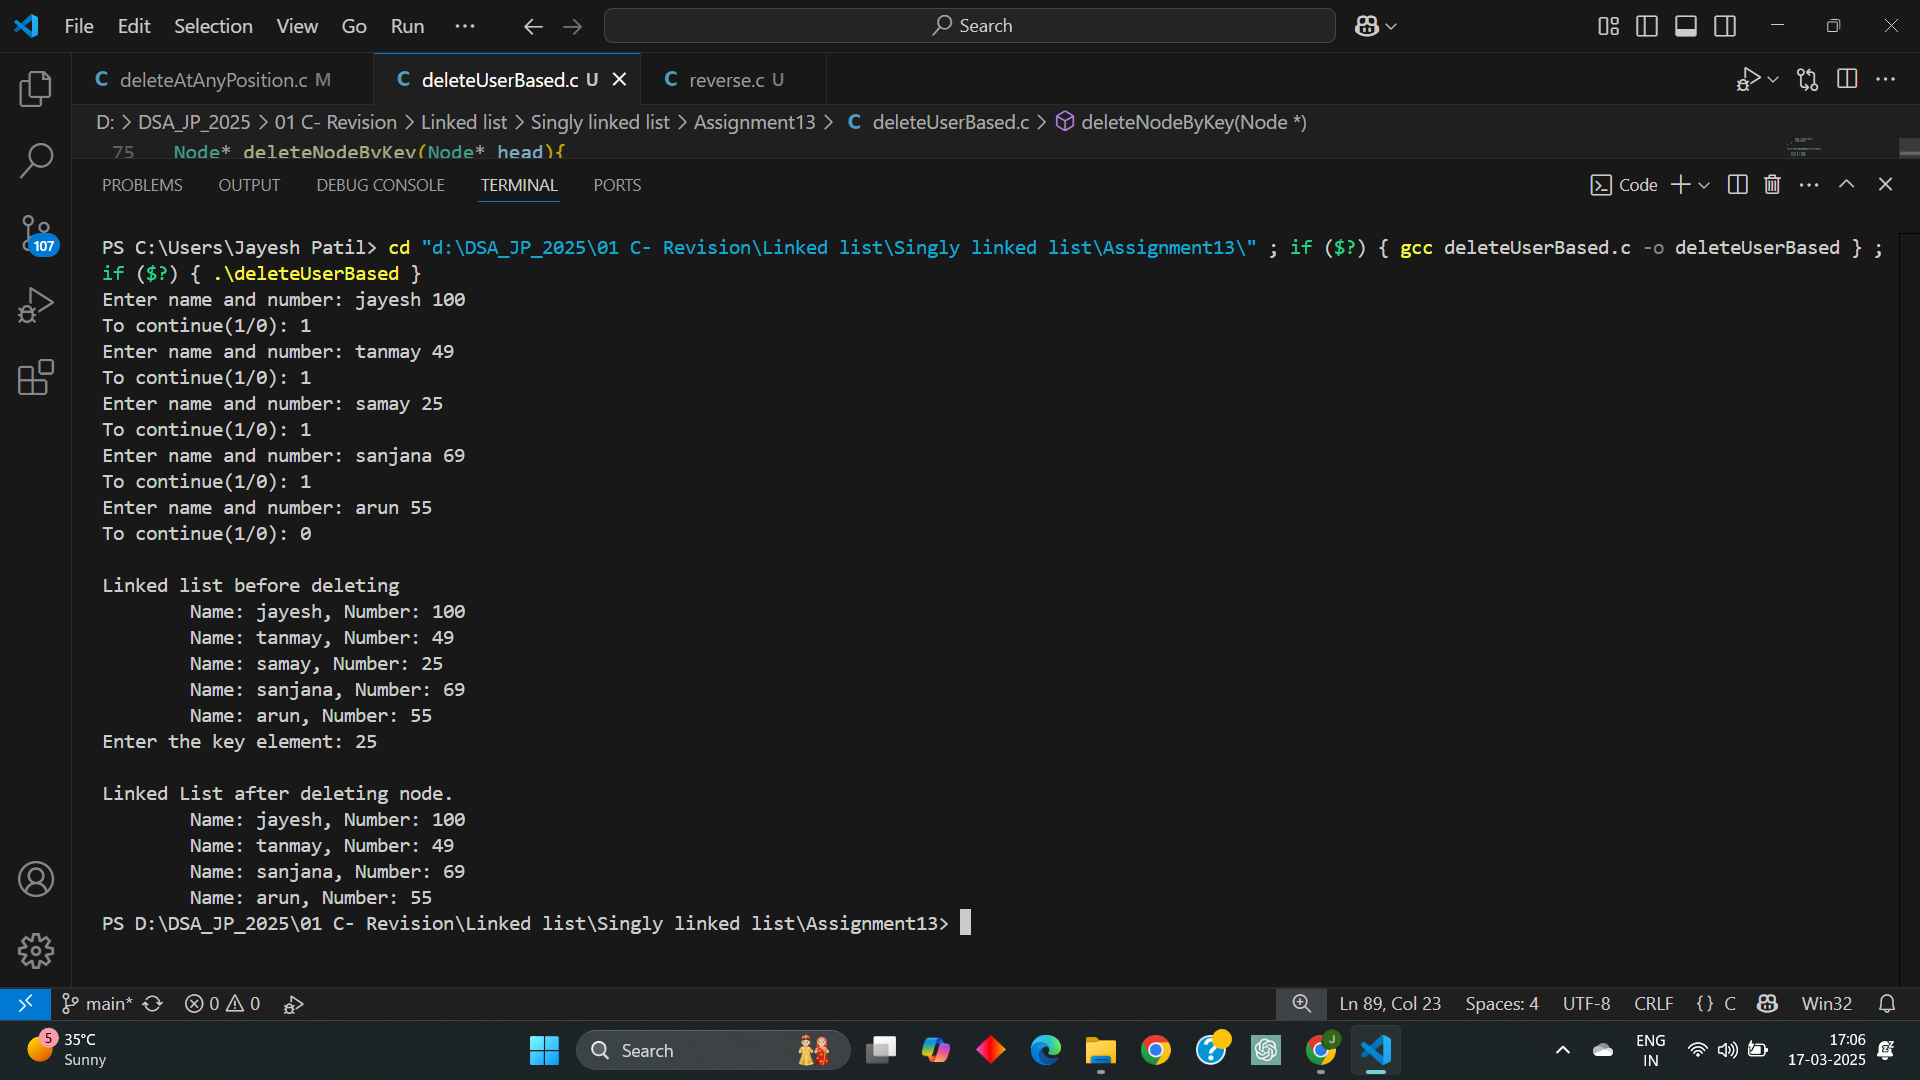 File Edit Selection View Go Run ··· Search
C deleteAtAnyPosition.c M C deleteUserBased.c U C reverse.c U
D: > DSA_JP_2025 > 01 C- Revision > Linked list > Singly linked list > Assignment13 > C deleteUserBased.c > deleteNodeByKey(Node *)
75 Node* deleteNodeByKey(Node* head){
PROBLEMS OUTPUT DEBUG CONSOLE TERMINAL PORTS Code
107
PS C:\Users\Jayesh Patil> cd "d:\DSA_JP_2025\01 C- Revision\Linked list\Singly linked list\Assignment13\" ; if ($?) { gcc deleteUserBased.c -o deleteUserBased } ;
if ($?) { .\deleteUserBased }
Enter name and number: jayesh 100
To continue(1/0): 1
Enter name and number: tanmay 49
To continue(1/0): 1
Enter name and number: samay 25
To continue(1/0): 1
Enter name and number: sanjana 69
To continue(1/0): 1
Enter name and number: arun 55
To continue(1/0): 0
Linked list before deleting
Name: jayesh, Number: 100
Name: tanmay, Number: 49
Name: samay, Number: 25
Name: sanjana, Number: 69
Name: arun, Number: 55
Enter the key element: 25
Linked List after deleting node.
Name: jayesh, Number: 100
Name: tanmay, Number: 49
Name: sanjana, Number: 69
Name: arun, Number: 55
PS D:\DSA_JP_2025\01 C- Revision\Linked list\Singly linked list\Assignment13>
main* 0 0 Ln 89, Col 23 Spaces: 4 UTF-8 CRLF {} C Win32
5 35°C
Sunny
Search
J
ENG
IN
17:06
17-03-2025